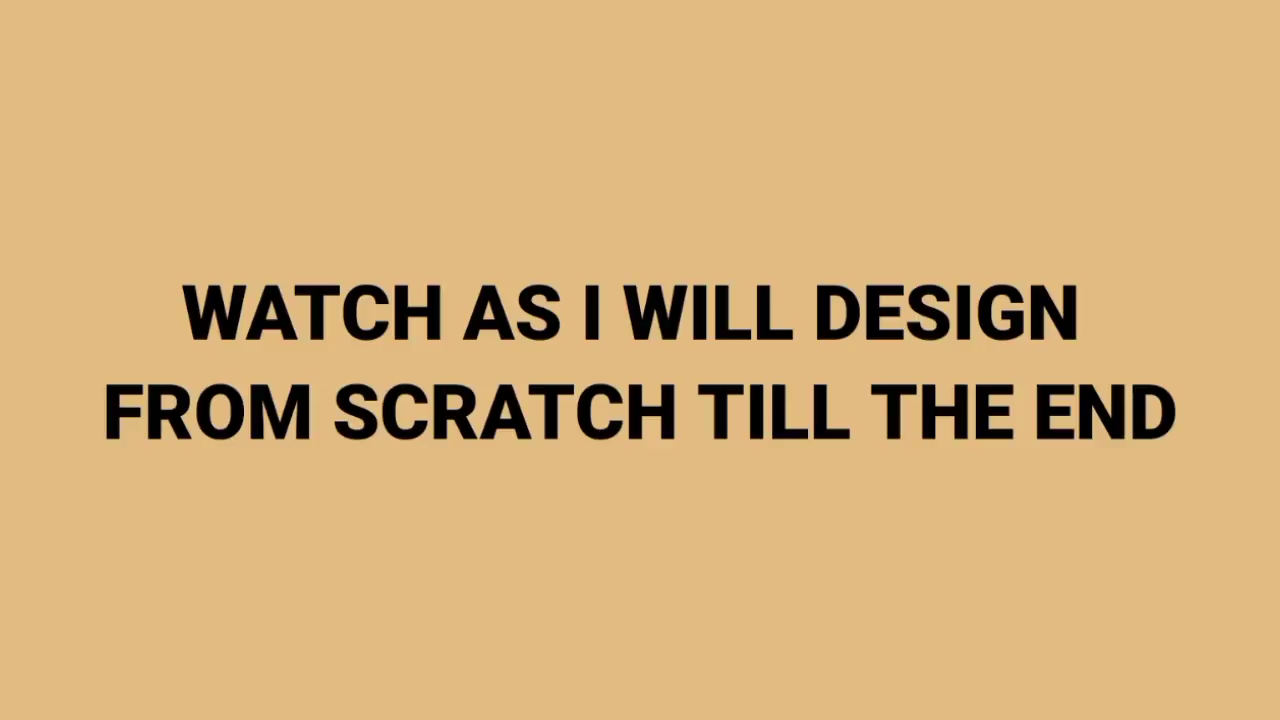 WATCH AS I WILL DESIGN
FROM SCRATCH TILL THE END